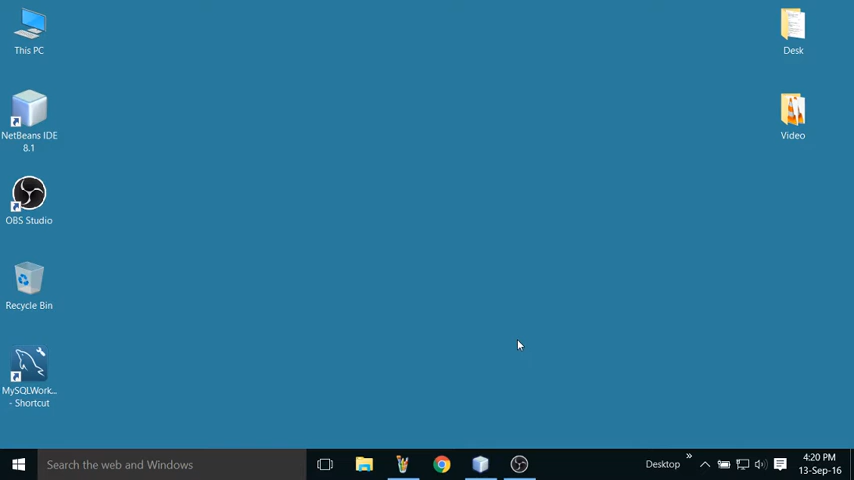 This PC
NetBeans IDE
8.1
OBS Studio
Recycle Bin
MySQLWork...
- Shortcut
Desk
Video
Search the web and Windows
Desktop
»
4:20 PM
13-Sep-16